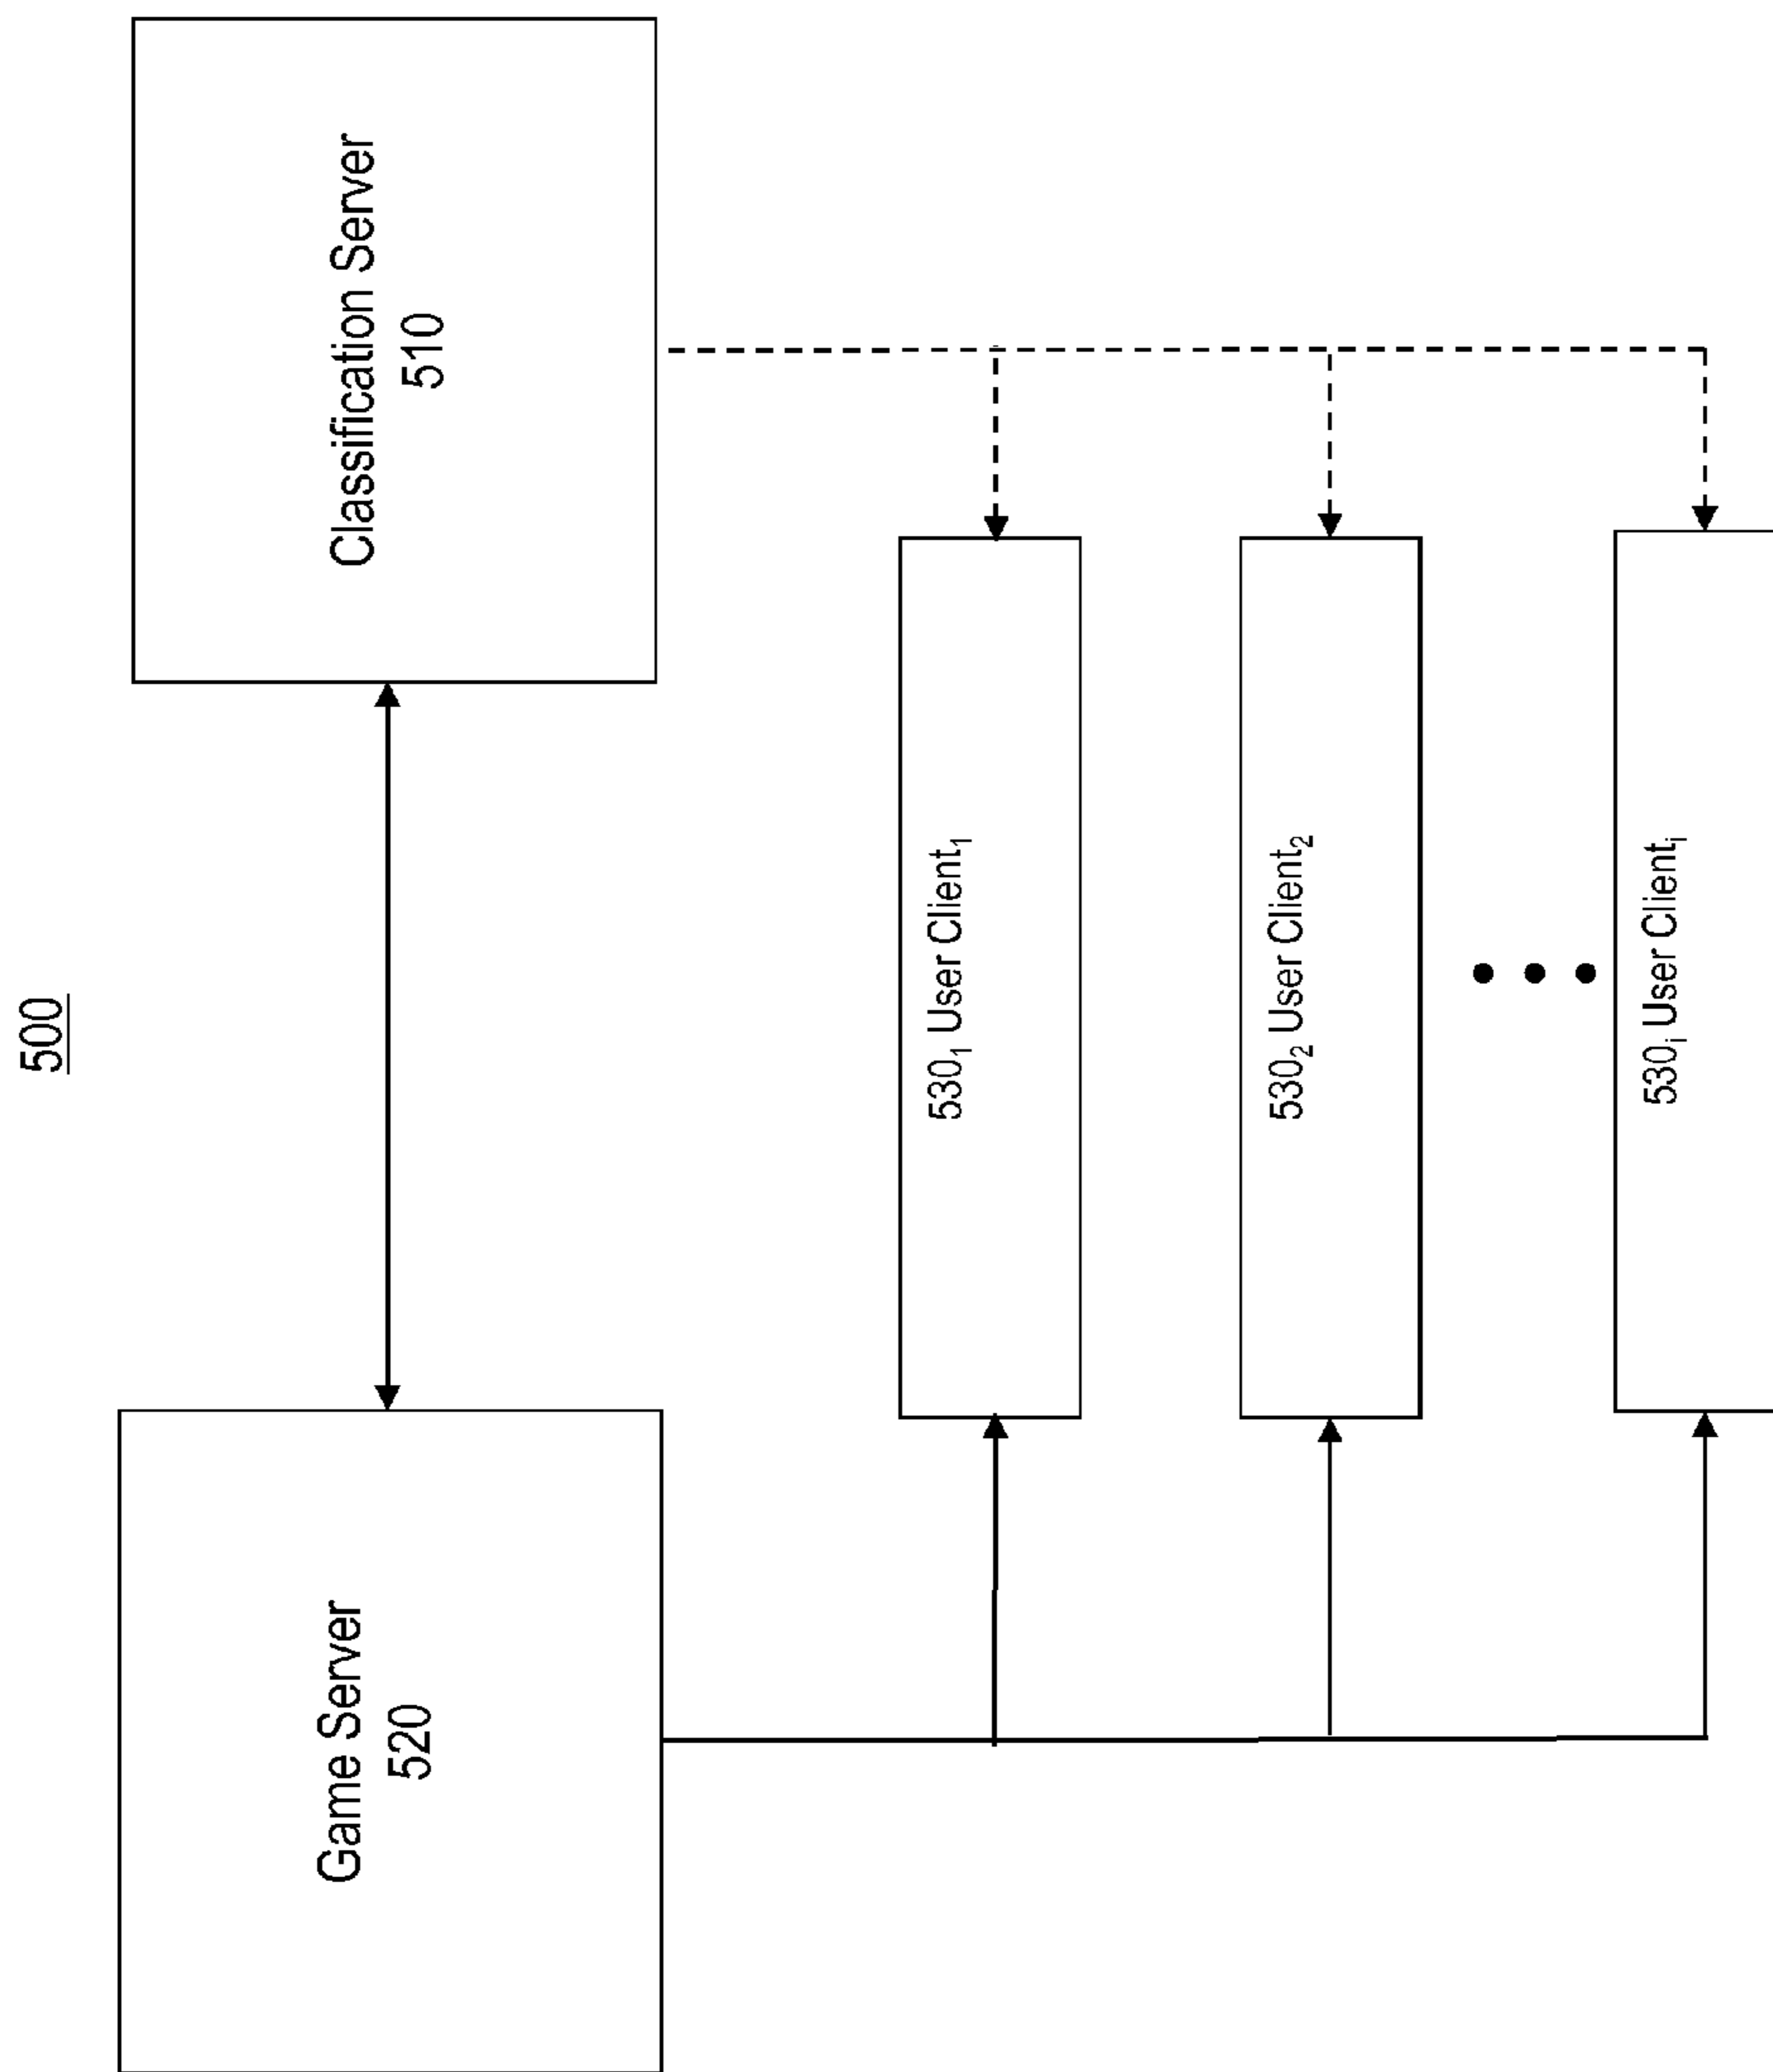 500
Game Server
520
Classification Server
510
530₁ User Client₁
530₂ User Client₂
530ᵢ User Clientᵢ